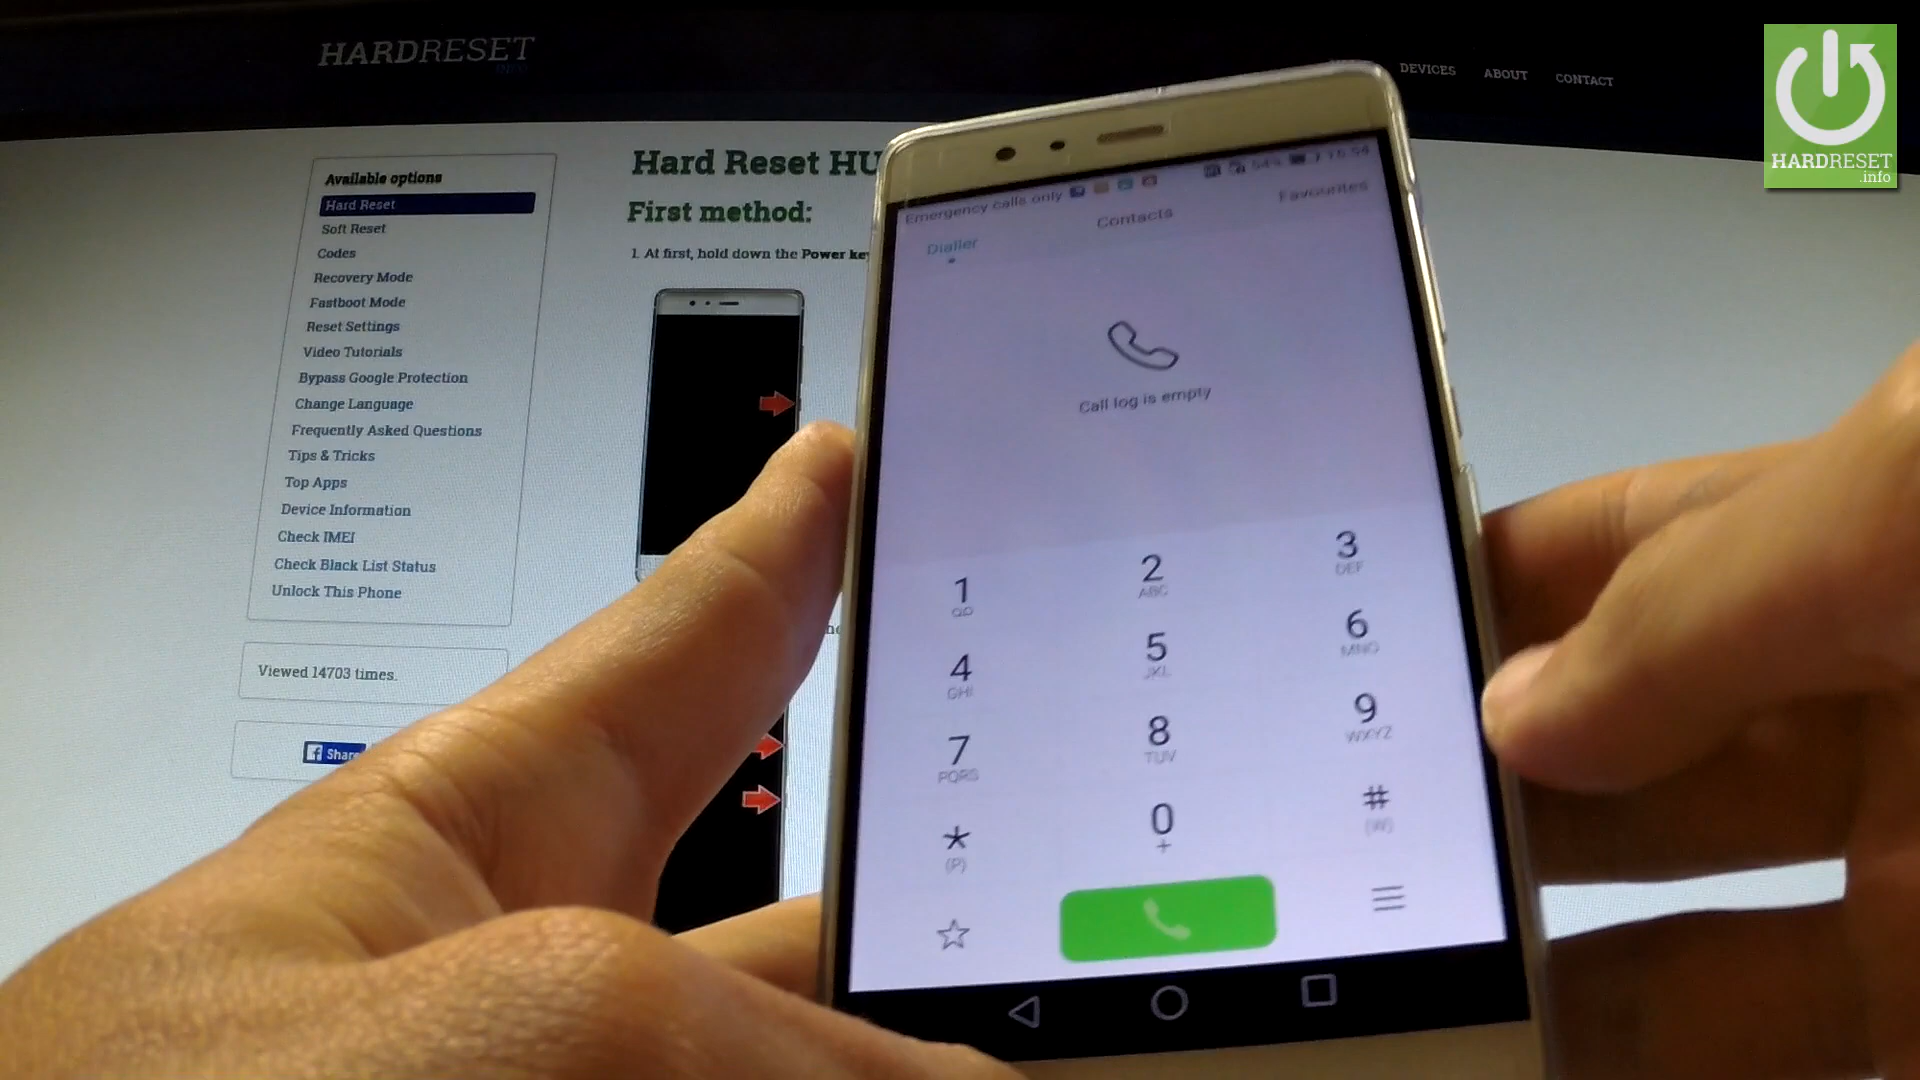 HARDRESET
DEVICES
ABOUT
CONTACT
HARDRESET
.info
Available options
Hard Reset
Soft Reset
Codes
Recovery Mode
Fastboot Mode
Reset Settings
Video Tutorials
Bypass Google Protection
Change Language
Frequently Asked Questions
Tips & Tricks
Top Apps
Device Information
Check IMEI
Check Black List Status
Unlock This Phone
Viewed 14703 times.
Share
Hard Reset HU
First method:
1. At first, hold down the Power key
Emergency calls only
54%
Dialler
Contacts
Favourites
Call log is empty
1
2
ABC
3
DEF
4
GHI
5
JKL
6
MNO
7
PQRS
8
TUV
9
WXYZ
*
(P)
0
+
#
(W)